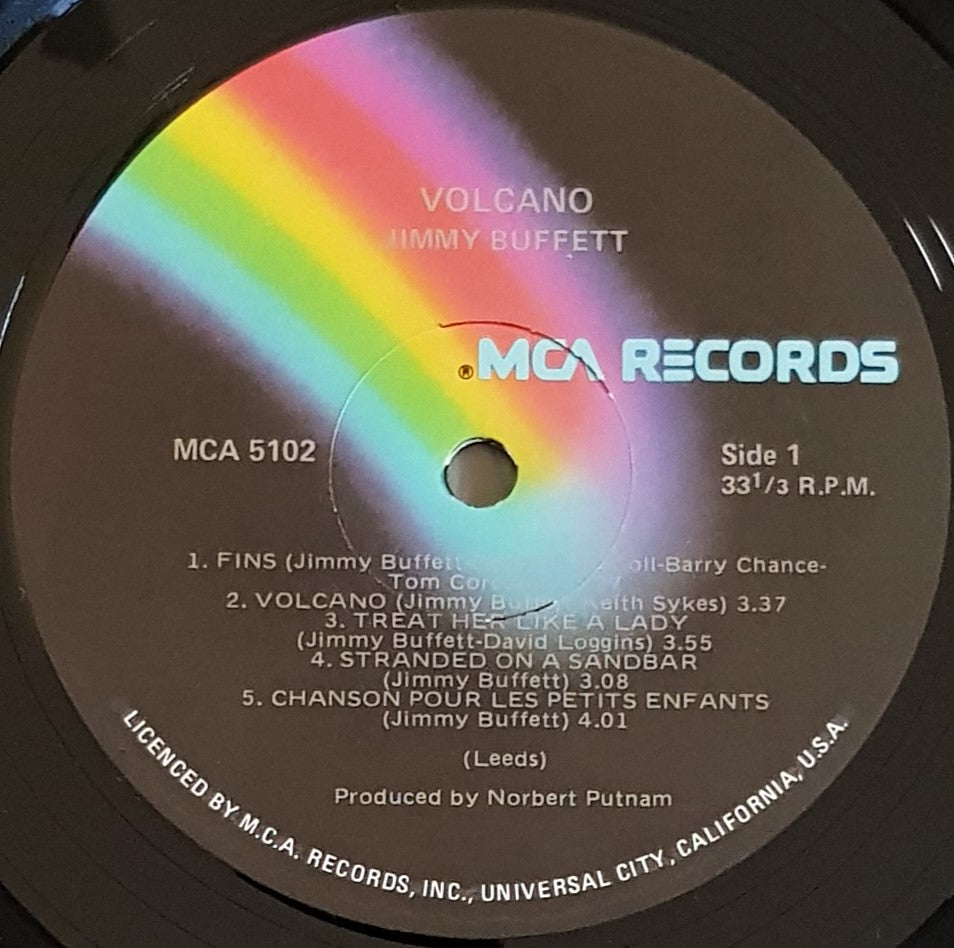 VOLCANO
JIMMY BUFFETT
®MCA RECORDS
MCA 5102
Side 1
33 1/3 R.P.M.
1. FINS (Jimmy Buffett- -Barry Chance-
Tom
2. VOLCANO (Jimmy Keith Sykes) 3.37
3. TREAT HER LIKE A LADY
(Jimmy Buffett-David Loggins) 3.55
4. STRANDED ON A SANDBAR
(Jimmy Buffett) 3.08
5. CHANSON POUR LES PETITS ENFANTS
(Jimmy Buffett) 4.01
(Leeds)
Produced by Norbert Putnam
LICENCED BY M.C.A. RECORDS, INC., UNIVERSAL CITY, CALIFORNIA, U.S.A.